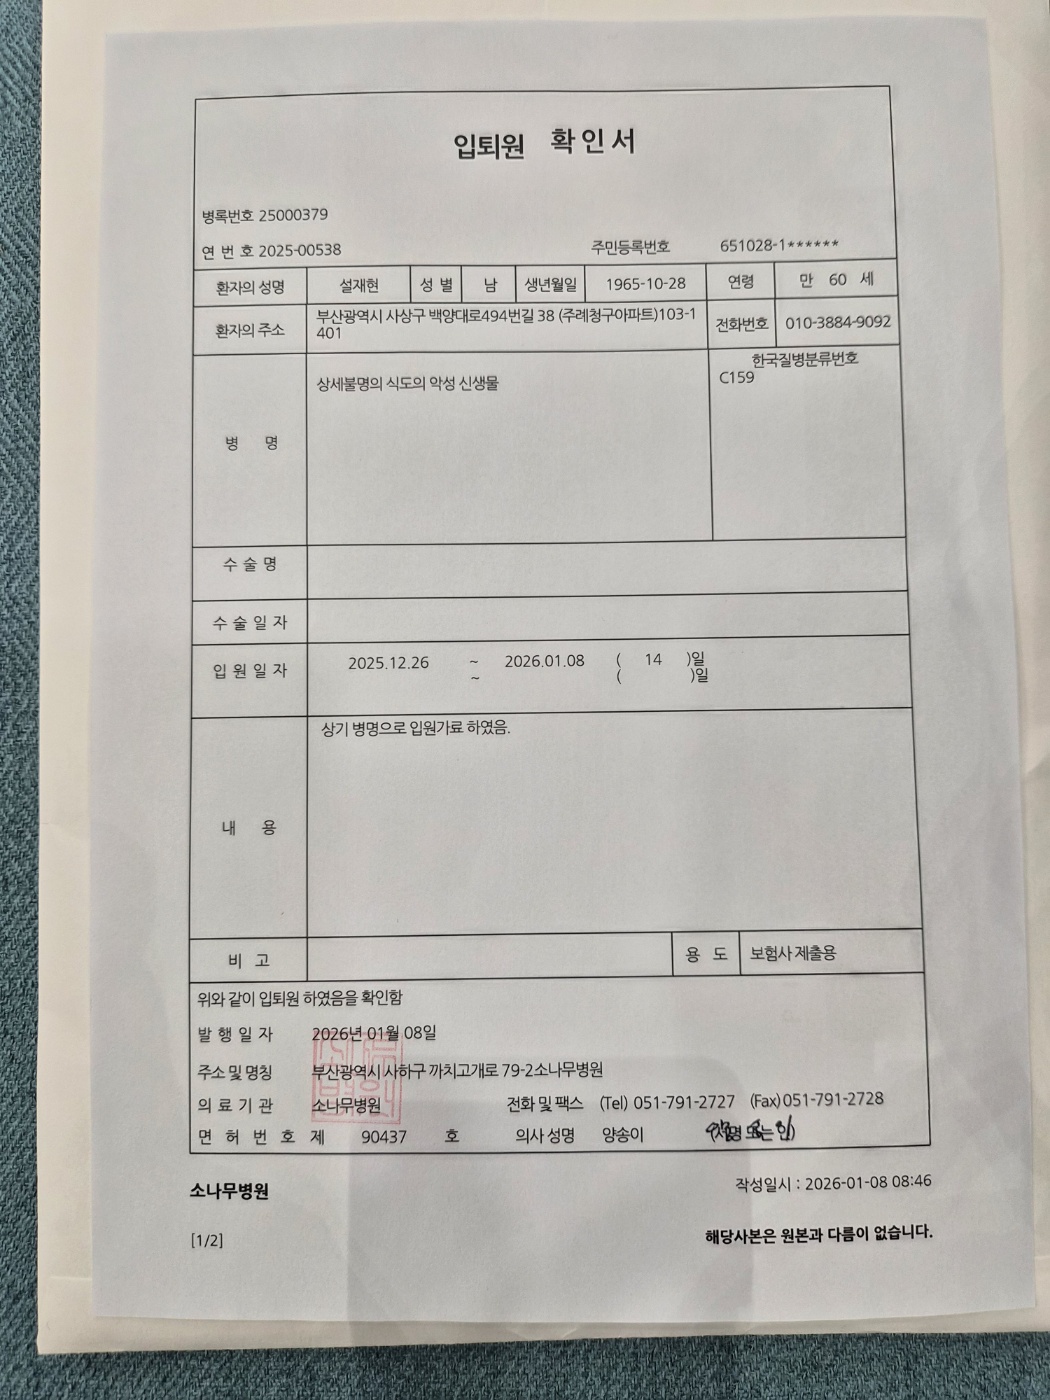 입퇴원 확인서
병록번호 25000379
연 번 호 2025-00538 주민등록번호 651028-1******
환자의 성명 설재현 성 별 남 생년월일 1965-10-28 연령 만 60 세
환자의 주소 부산광역시 사상구 백양대로494번길 38 (주례청구아파트)103-1
401 전화번호 010-3884-9092
병 명 상세불명의 식도의 악성 신생물 한국질병분류번호
C159
수 술 명
수 술 일 자
입 원 일 자 2025.12.26 ~ 2026.01.08 ( 14 )일
~ ( )일
내 용 상기 병명으로 입원가료 하였음.
비 고 용 도 보험사 제출용
위와 같이 입퇴원 하였음을 확인함
발 행 일 자 2026년 01월 08일
주소 및 명칭 부산광역시 사하구 까치고개로 79-2소나무병원
의 료 기 관 소나무병원 전화 및 팩스 (Tel) 051-791-2727 (Fax)051-791-2728
면 허 번 호 제 90437 호 의사 성명 양송이 (서명 또는 인)
소나무병원 작성일시 : 2026-01-08 08:46
[1/2] 해당사본은 원본과 다름이 없습니다.